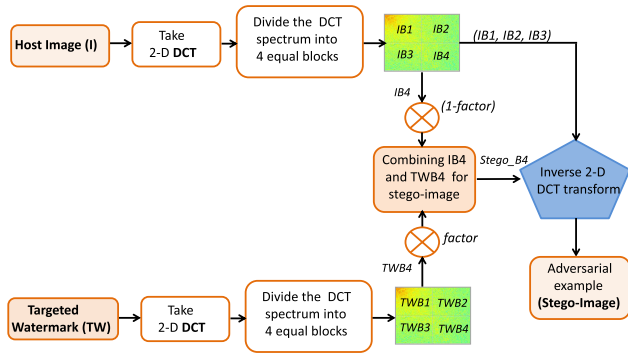 Host Image (I)
Take
2-D DCT
Divide the DCT
spectrum into
4 equal blocks
IB1 IB2
IB3 IB4
(IB1, IB2, IB3)
IB4
(1-factor)
Combining IB4
and TWB4 for
stego-image
Stego_B4
Inverse 2-D
DCT transform
factor
TWB4
Adversarial
example
(Stego-Image)
Targeted
Watermark (TW)
Take
2-D DCT
Divide the DCT
spectrum into
4 equal blocks
TWB1 TWB2
TWB3 TWB4